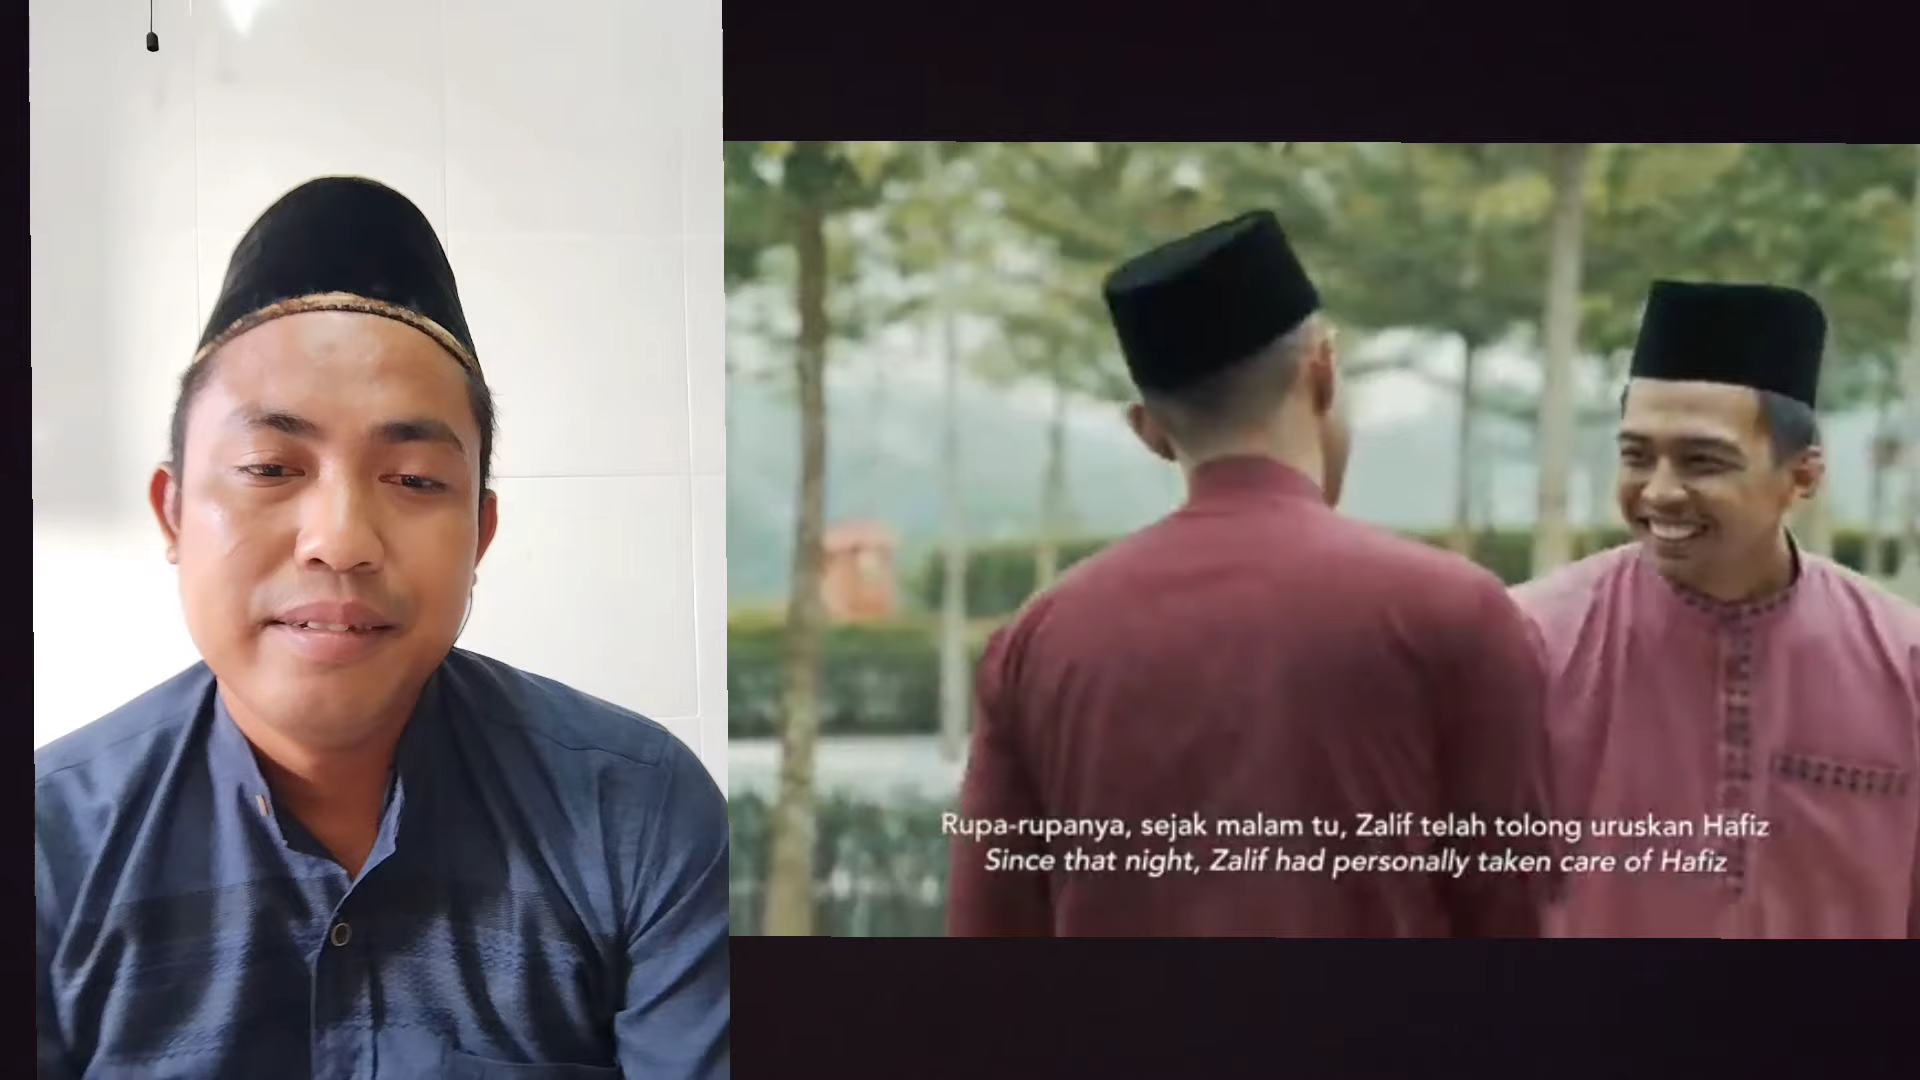 Rupa-rupanya, sejak malam tu, Zalif telah tolong uruskan Hafiz
Since that night, Zalif had personally taken care of Hafiz